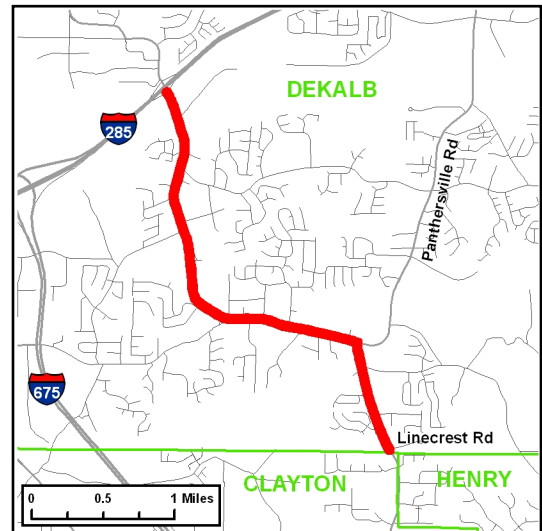 DEKALB
285
Panthersville Rd
675
Linecrest Rd
CLAYTON
HENRY
0 0.5 1 Miles